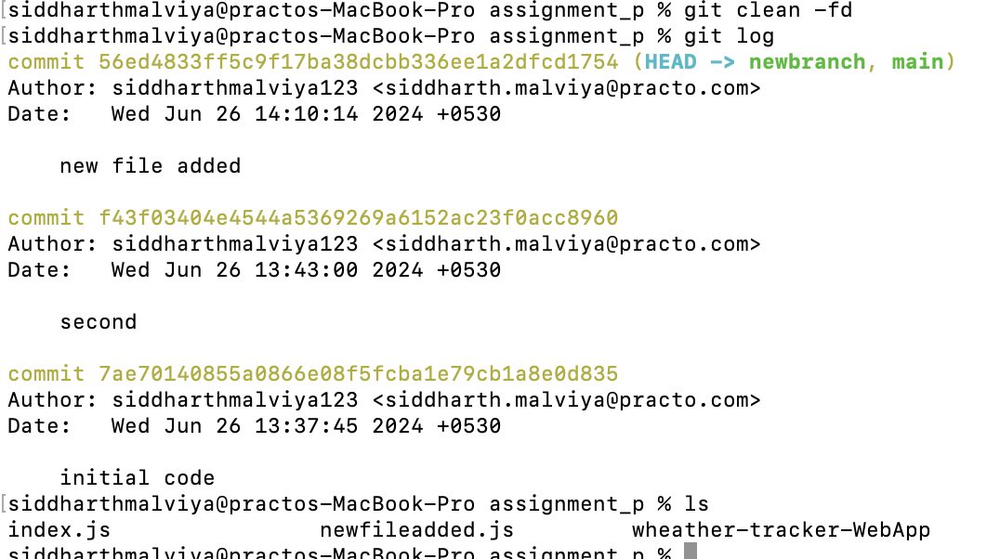 [siddharthmalviya@practos-MacBook-Pro assignment_p % git clean -fd
[siddharthmalviya@practos-MacBook-Pro assignment_p % git log
commit 56ed4833ff5c9f17ba38dcbb336ee1a2dfcd1754 (HEAD -> newbranch, main)
Author: siddharthmalviya123 <siddharth.malviya@practo.com>
Date:   Wed Jun 26 14:10:14 2024 +0530
    new file added
commit f43f03404e4544a5369269a6152ac23f0acc8960
Author: siddharthmalviya123 <siddharth.malviya@practo.com>
Date:   Wed Jun 26 13:43:00 2024 +0530
    second
commit 7ae70140855a0866e08f5fcba1e79cb1a8e0d835
Author: siddharthmalviya123 <siddharth.malviya@practo.com>
Date:   Wed Jun 26 13:37:45 2024 +0530
    initial code
[siddharthmalviya@practos-MacBook-Pro assignment_p % ls
index.js                newfileadded.js         wheather-tracker-WebApp
siddharthmalviya@practos-MacBook-Pro assignment_p %